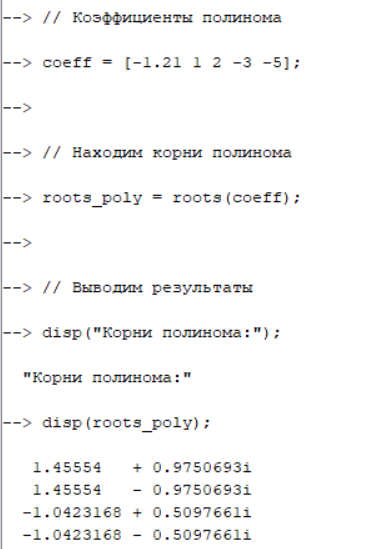 --> // Коэффициенты полинома
--> coeff = [-1.21 1 2 -3 -5];
-->
--> // Находим корни полинома
--> roots_poly = roots(coeff);
-->
--> // Выводим результаты
--> disp("Корни полинома:");
"Корни полинома:"
--> disp(roots_poly);
1.45554 + 0.9750693i
1.45554 - 0.9750693i
-1.0423168 + 0.5097661i
-1.0423168 - 0.5097661i